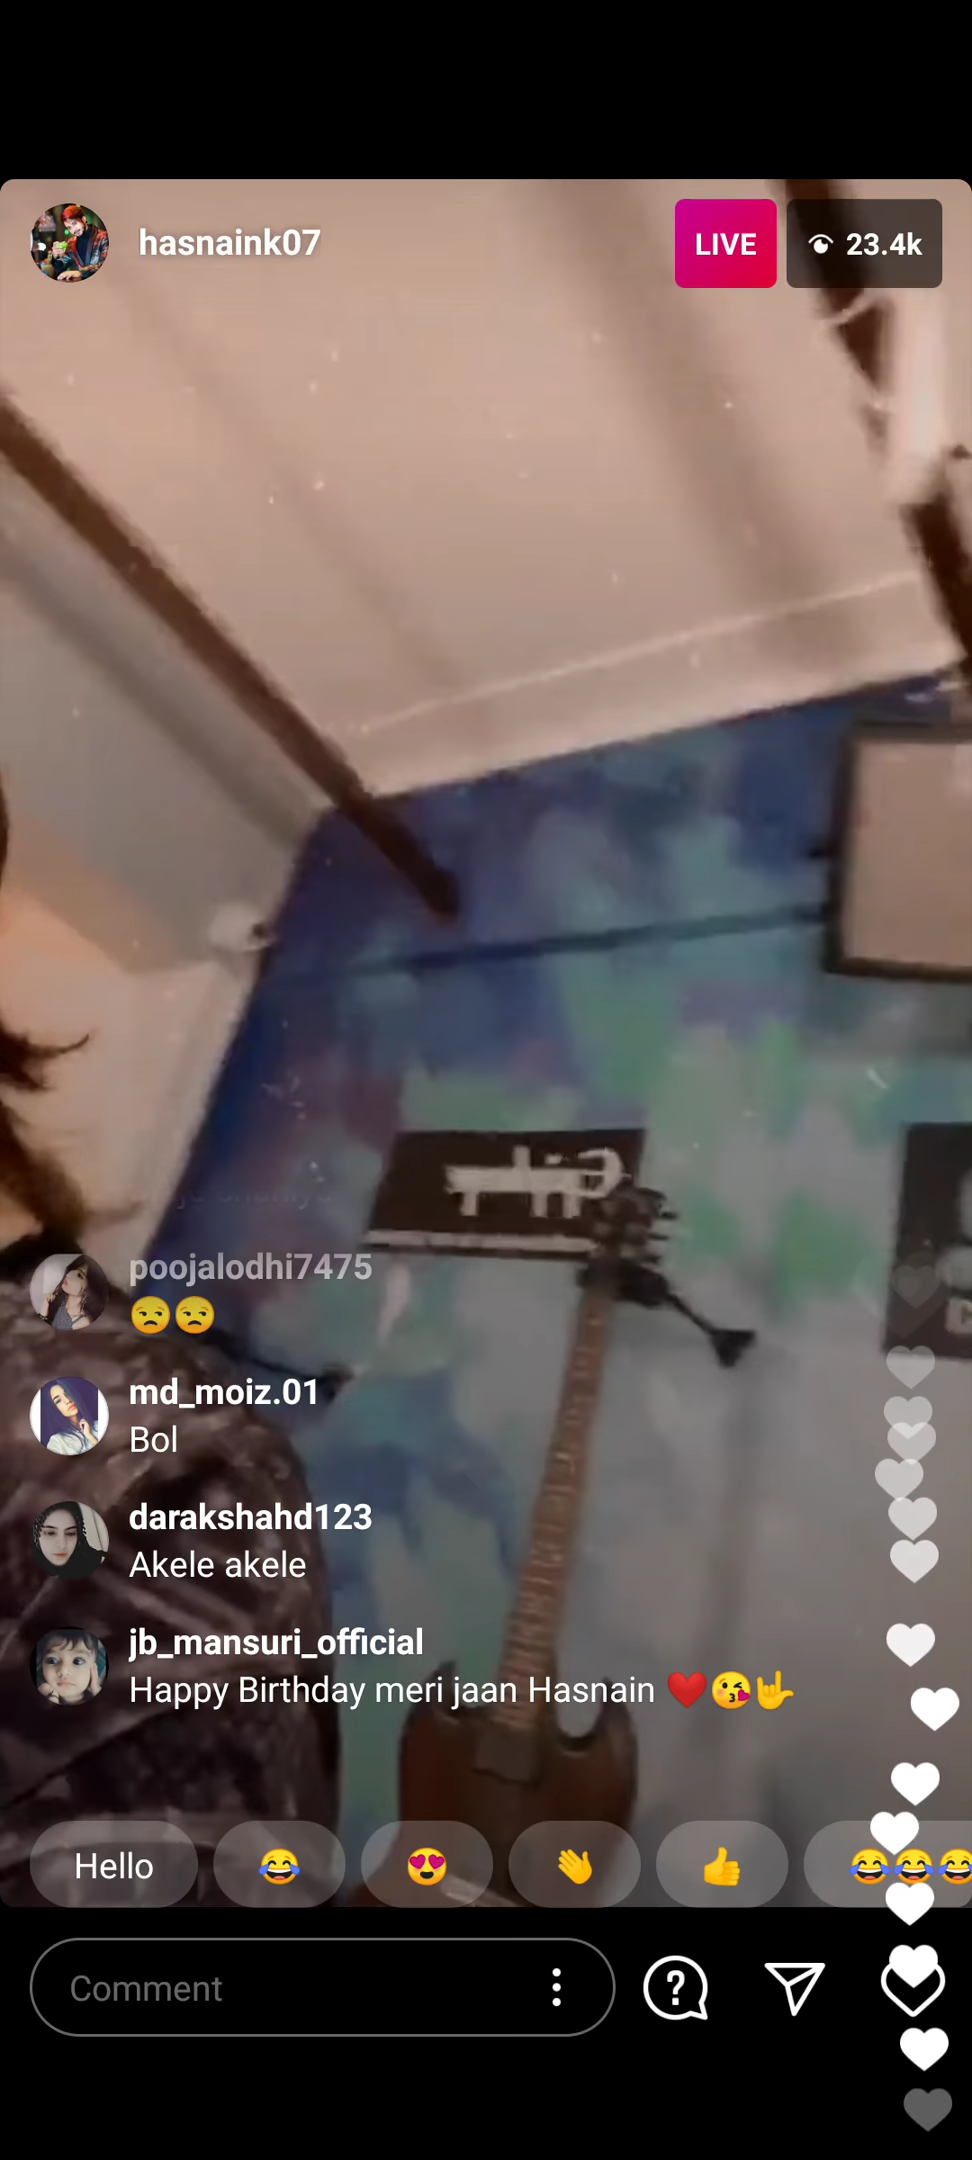 hasnaink07
LIVE
23.4k
poojalodhi7475
😒😒
md_moiz.01
Bol
darakshahd123
Akele akele
jb_mansuri_official
Happy Birthday meri jaan Hasnain ❤️😘🤟
Hello
😂
😍
👋
👍
😂😂😂
Comment